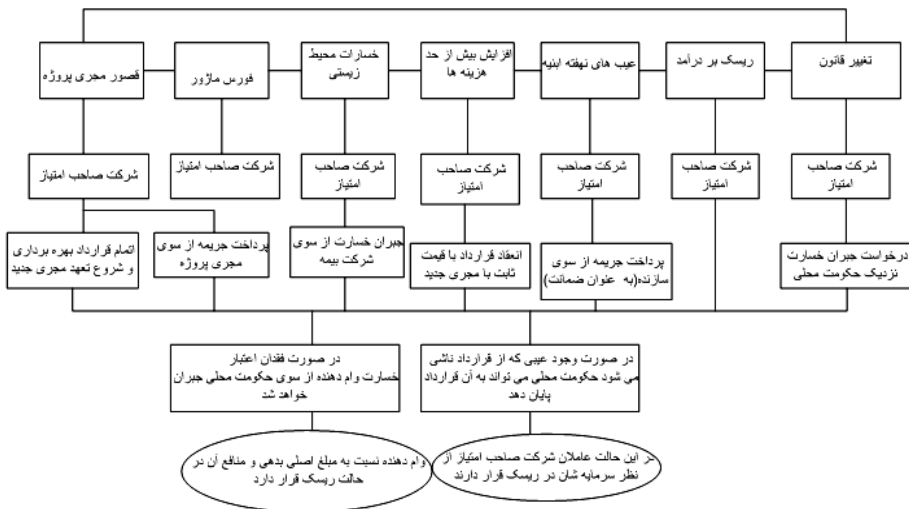 تغییر قانون
ریسک بر درآمد
عیب های نهفته ابنیه
افزایش بیش از حد
هزینه ها
خسارات محیط
زیستی
فورس ماژور
قصور مجری پروژه
شرکت صاحب
امتیاز
شرکت صاحب
امتیاز
شرکت صاحب
امتیاز
شرکت صاحب
امتیاز
شرکت صاحب
امتیاز
شرکت صاحب امتیاز
شرکت صاحب امتیاز
درخواست جبران خسارت
نزدیک حکومت محلی
پرداخت جریمه از سوی
سازنده(به عنوان ضمانت)
انعقاد قرارداد با قیمت
ثابت با مجری جدید
جبران خسارت از سوی
شرکت بیمه
پرداخت جریمه از سوی
مجری پروژه
اتمام قرارداد بهره برداری
و شروع تعهد مجری جدید
در صورت وجود عیبی که از قرارداد ناشی
می شود حکومت محلی می تواند به آن قرارداد
پایان دهد
در صورت فقدان اعتبار
خسارت وام دهنده از سوی حکومت محلی جبران
خواهد شد
در این حالت عاملان شرکت صاحب امتیاز از
نظر سرمایه شان در ریسک قرار دارند
وام دهنده نسبت به مبلغ اصلی بدهی و منافع آن در
حالت ریسک قرار دارد